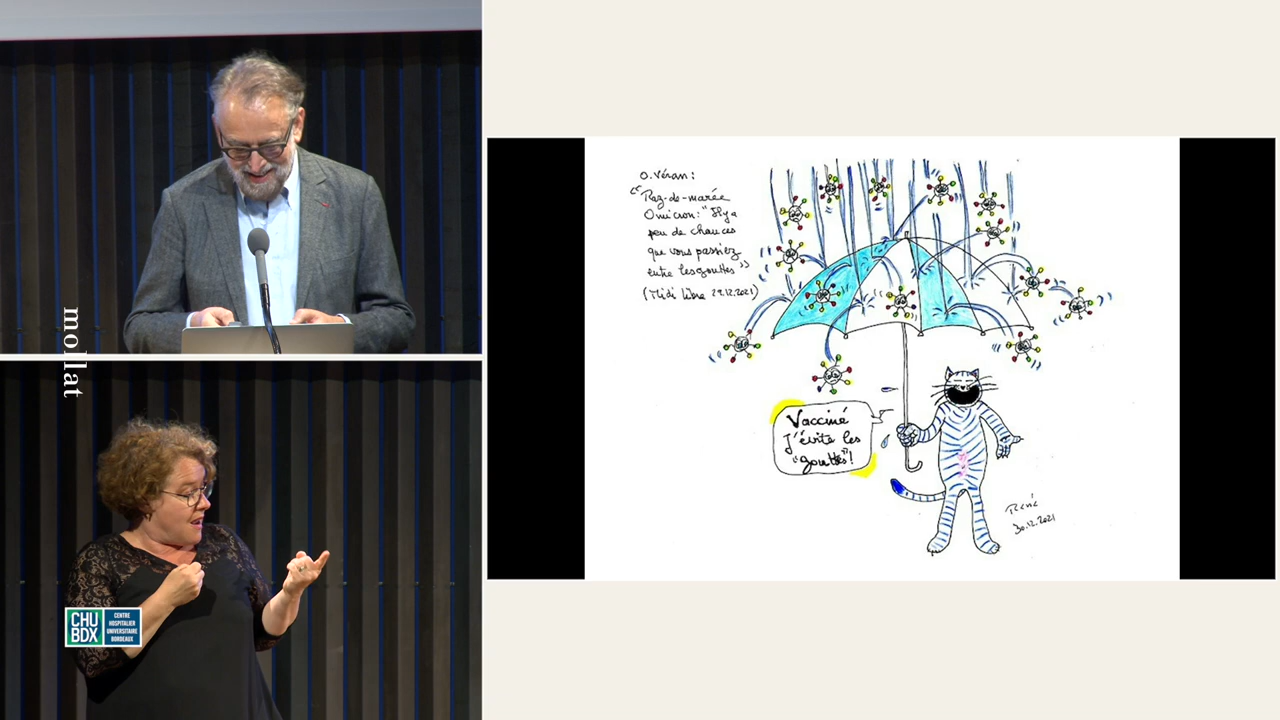 mollat
CHU
BDX
CENTRE
HOSPITALIER
UNIVERSITAIRE
BORDEAUX
O. Véran :
"Raz-de-marée
Omicron : "Il y a
peu de chances
que vous passiez
entre les gouttes"
(Midi Libre 29.12.2021)
Vacciné
J'évite les
"gouttes" !
René
30.12.2021